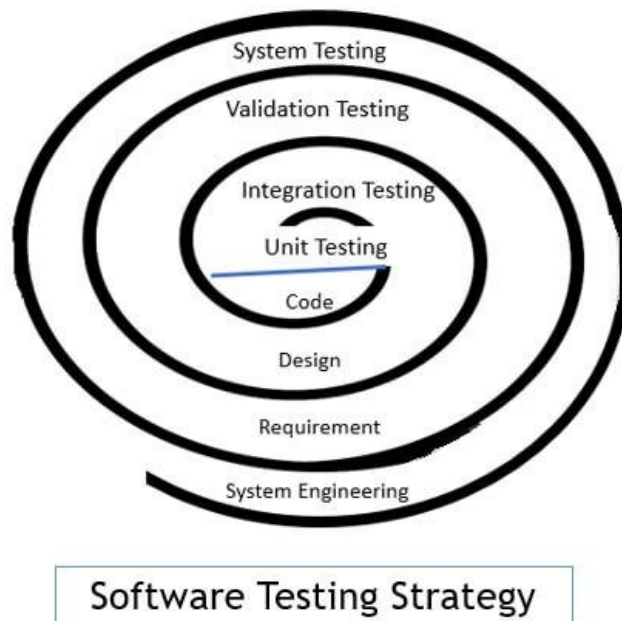 System Testing
Validation Testing
Integration Testing
Unit Testing
Code
Design
Requirement
System Engineering
Software Testing Strategy